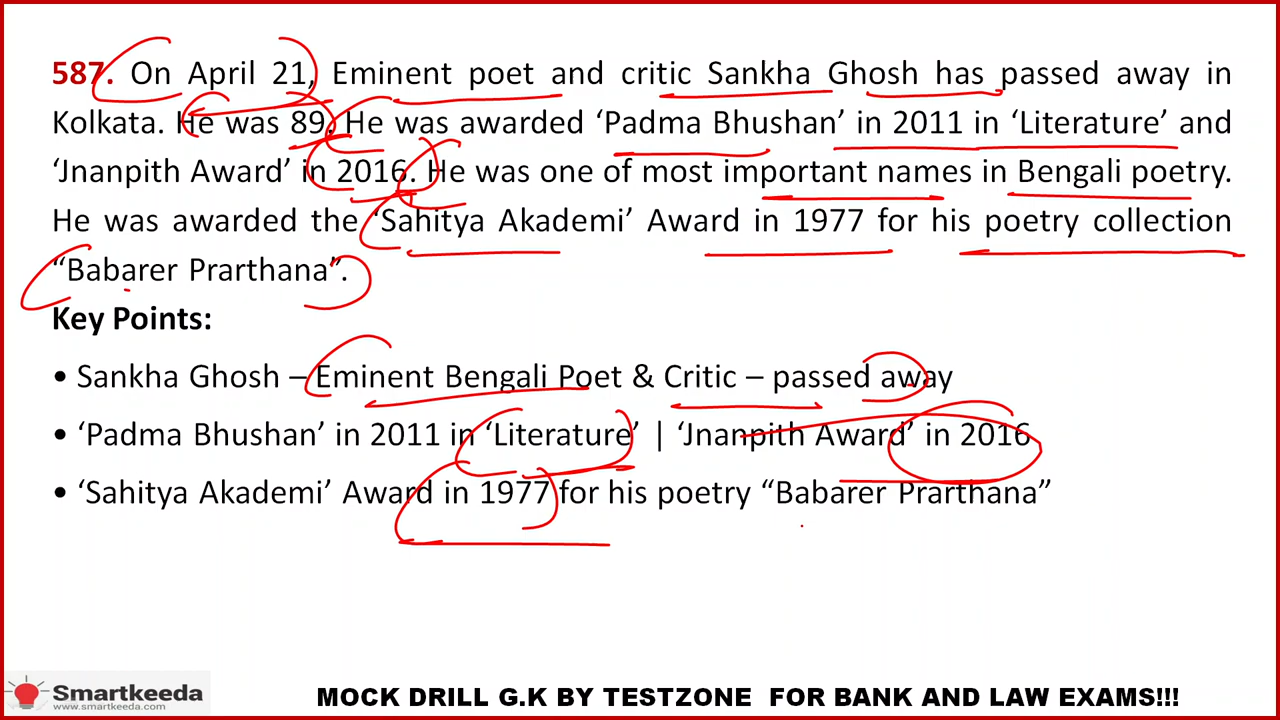 587. On April 21, Eminent poet and critic Sankha Ghosh has passed away in
Kolkata. He was 89. He was awarded ‘Padma Bhushan’ in 2011 in ‘Literature’ and
‘Jnanpith Award’ in 2016. He was one of most important names in Bengali poetry.
He was awarded the ‘Sahitya Akademi’ Award in 1977 for his poetry collection
“Babarer Prarthana”.
Key Points:
• Sankha Ghosh – Eminent Bengali Poet & Critic – passed away
• ‘Padma Bhushan’ in 2011 in ‘Literature’ | ‘Jnanpith Award’ in 2016
• ‘Sahitya Akademi’ Award in 1977 for his poetry “Babarer Prarthana”
Smartkeeda
www.smartkeeda.com
MOCK DRILL G.K BY TESTZONE FOR BANK AND LAW EXAMS!!!